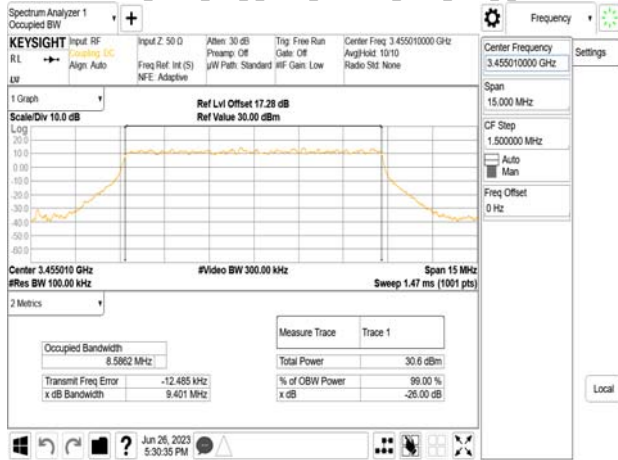 Spectrum Analyzer 1
Occupied BW
Frequency
Settings
KEYSIGHT
Input: RF
Coupling: DC
Align: Auto
RL
LVI
Input Z: 50 Ω
Freq Ref: Int (S)
NFE: Adaptive
Atten: 30 dB
Preamp: Off
µW Path: Standard
Trig: Free Run
Gate: Off
#IF Gain: Low
Center Freq: 3.455010000 GHz
Avg|Hold: 10/10
Radio Std: None
Center Frequency
3.455010000 GHz
Span
15.000 MHz
CF Step
1.500000 MHz
Auto
Man
Freq Offset
0 Hz
Local
1 Graph
Scale/Div 10.0 dB
Ref Lvl Offset 17.28 dB
Ref Value 30.00 dBm
Log
20.0
10.0
0.00
-10.0
-20.0
-30.0
-40.0
-50.0
-60.0
Center 3.455010 GHz
#Video BW 300.00 kHz
Span 15 MHz
#Res BW 100.00 kHz
Sweep 1.47 ms (1001 pts)
2 Metrics
Measure Trace
Trace 1
Occupied Bandwidth
8.5862 MHz
Total Power
30.6 dBm
Transmit Freq Error
-12.485 kHz
% of OBW Power
99.00 %
x dB Bandwidth
9.401 MHz
x dB
-26.00 dB
Jun 26, 2023
5:30:35 PM